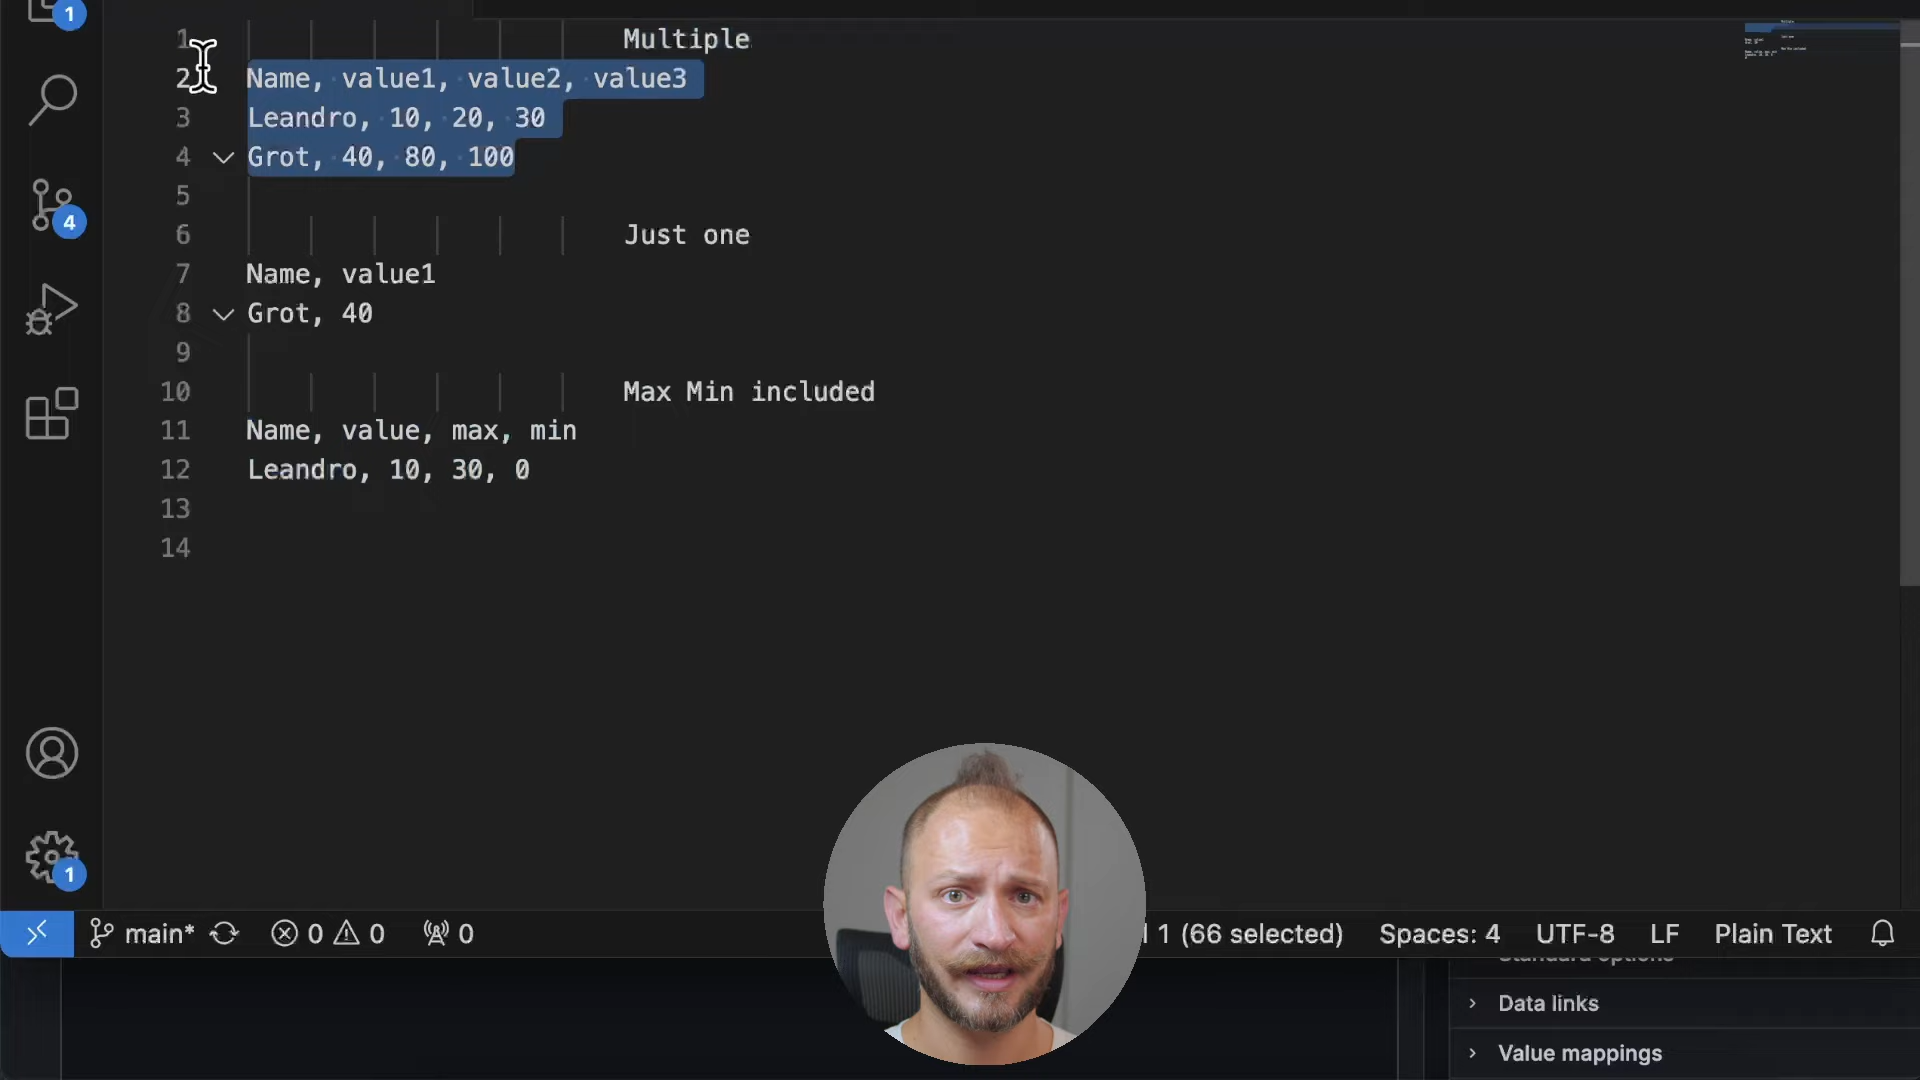 1
1 Multiple
2 Name, value1, value2, value3
3 Leandro, 10, 20, 30
4 Grot, 40, 80, 100
5
6 Just one
7 Name, value1
8 Grot, 40
9
10 Max Min included
11 Name, value, max, min
12 Leandro, 10, 30, 0
13
14
4
1
main* 0 0 0 1 (66 selected) Spaces: 4 UTF-8 LF Plain Text
Standard options
Data links
Value mappings